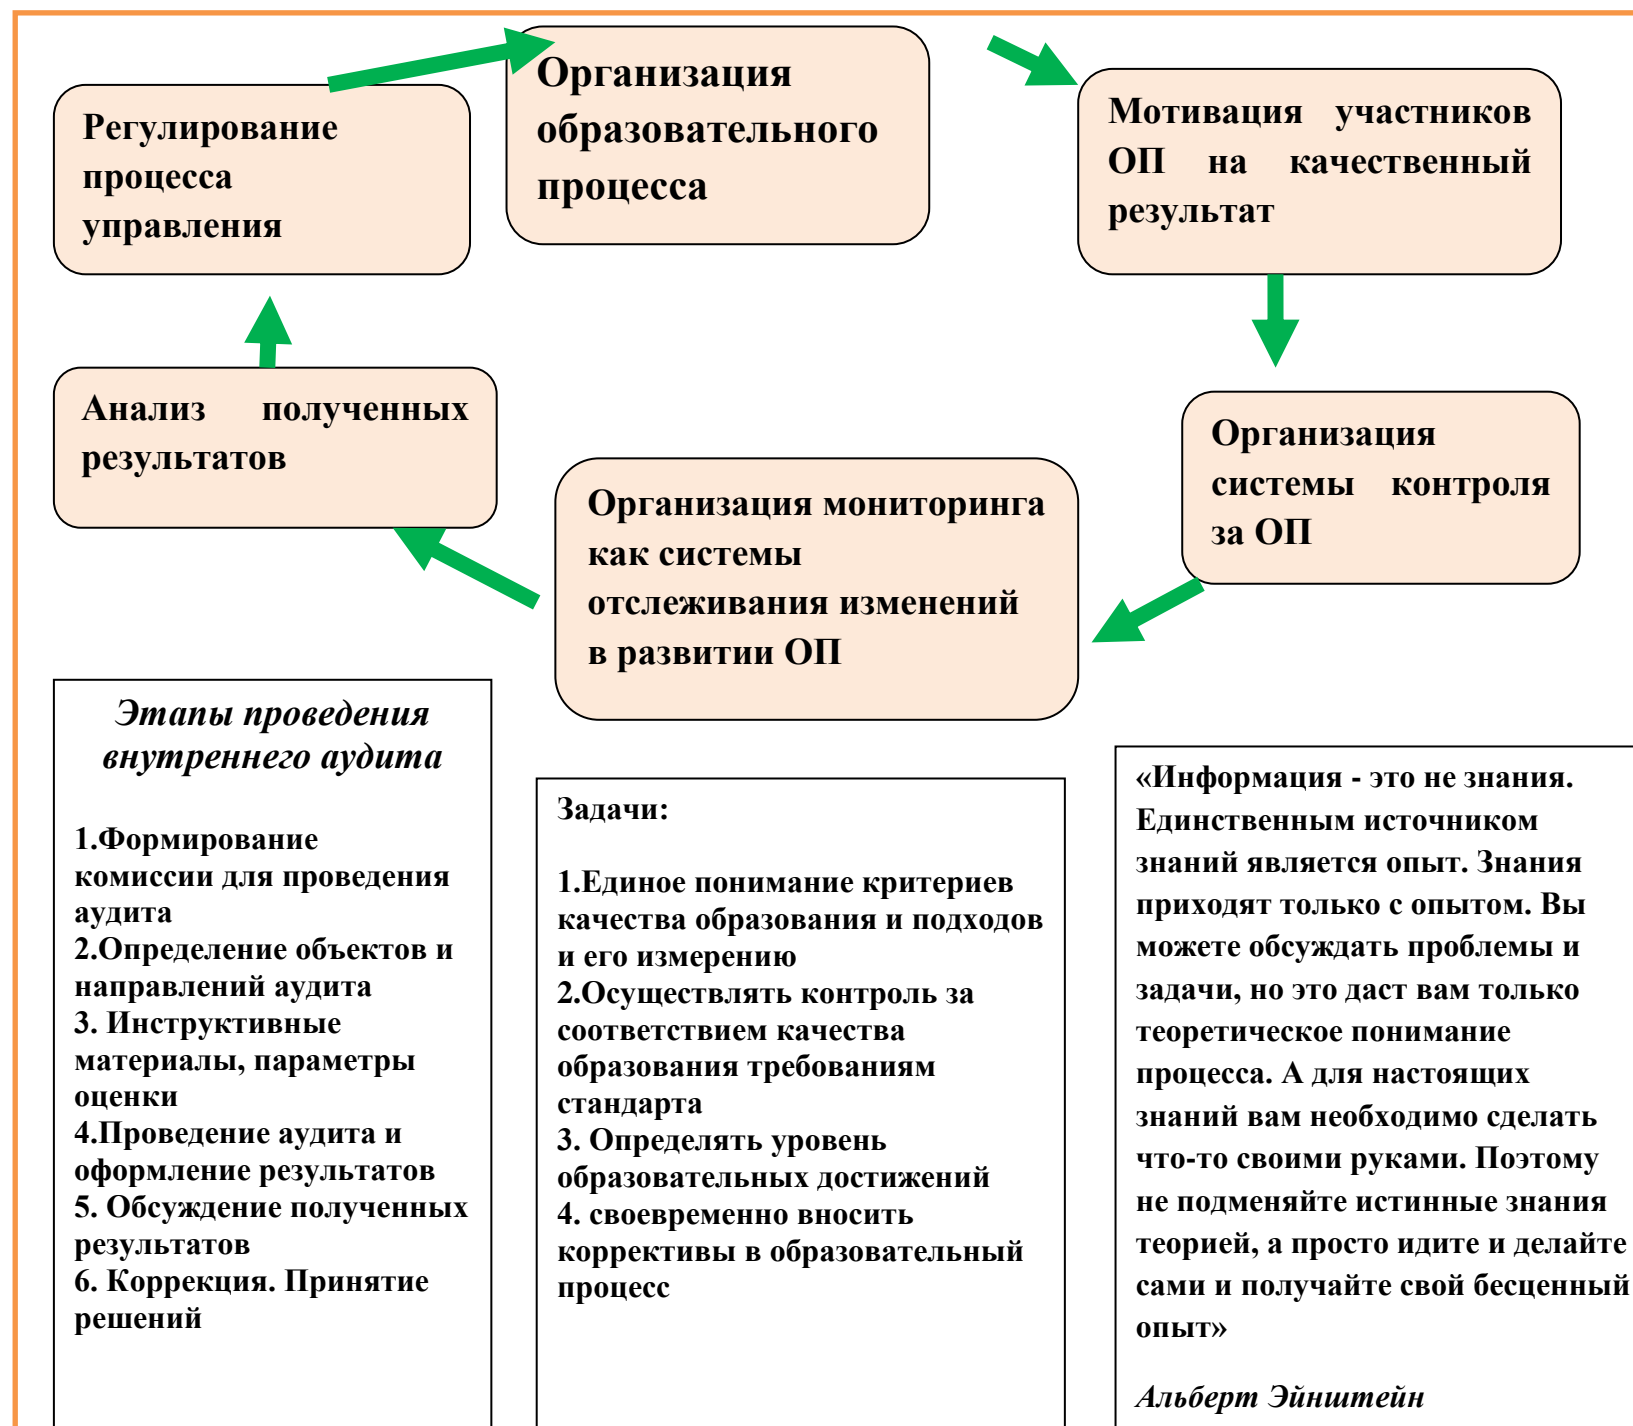 Организация
образовательного
процесса
Мотивация участников
ОП на качественный
результат
Регулирование
процесса
управления
Анализ полученных
результатов
Организация
системы контроля
за ОП
Организация мониторинга
как системы
отслеживания изменений
в развитии ОП
Этапы проведения
внутреннего аудита
1.Формирование
комиссии для проведения
аудита
2.Определение объектов и
направлений аудита
3. Инструктивные
материалы, параметры
оценки
4.Проведение аудита и
оформление результатов
5. Обсуждение полученных
результатов
6. Коррекция. Принятие
решений
Задачи:
1.Единое понимание критериев
качества образования и подходов
и его измерению
2.Осуществлять контроль за
соответствием качества
образования требованиям
стандарта
3. Определять уровень
образовательных достижений
4. своевременно вносить
коррективы в образовательный
процесс
«Информация - это не знания.
Единственным источником
знаний является опыт. Знания
приходят только с опытом. Вы
можете обсуждать проблемы и
задачи, но это даст вам только
теоретическое понимание
процесса. А для настоящих
знаний вам необходимо сделать
что-то своими руками. Поэтому
не подменяйте истинные знания
теорией, а просто идите и делайте
сами и получайте свой бесценный
опыт»
Альберт Эйнштейн